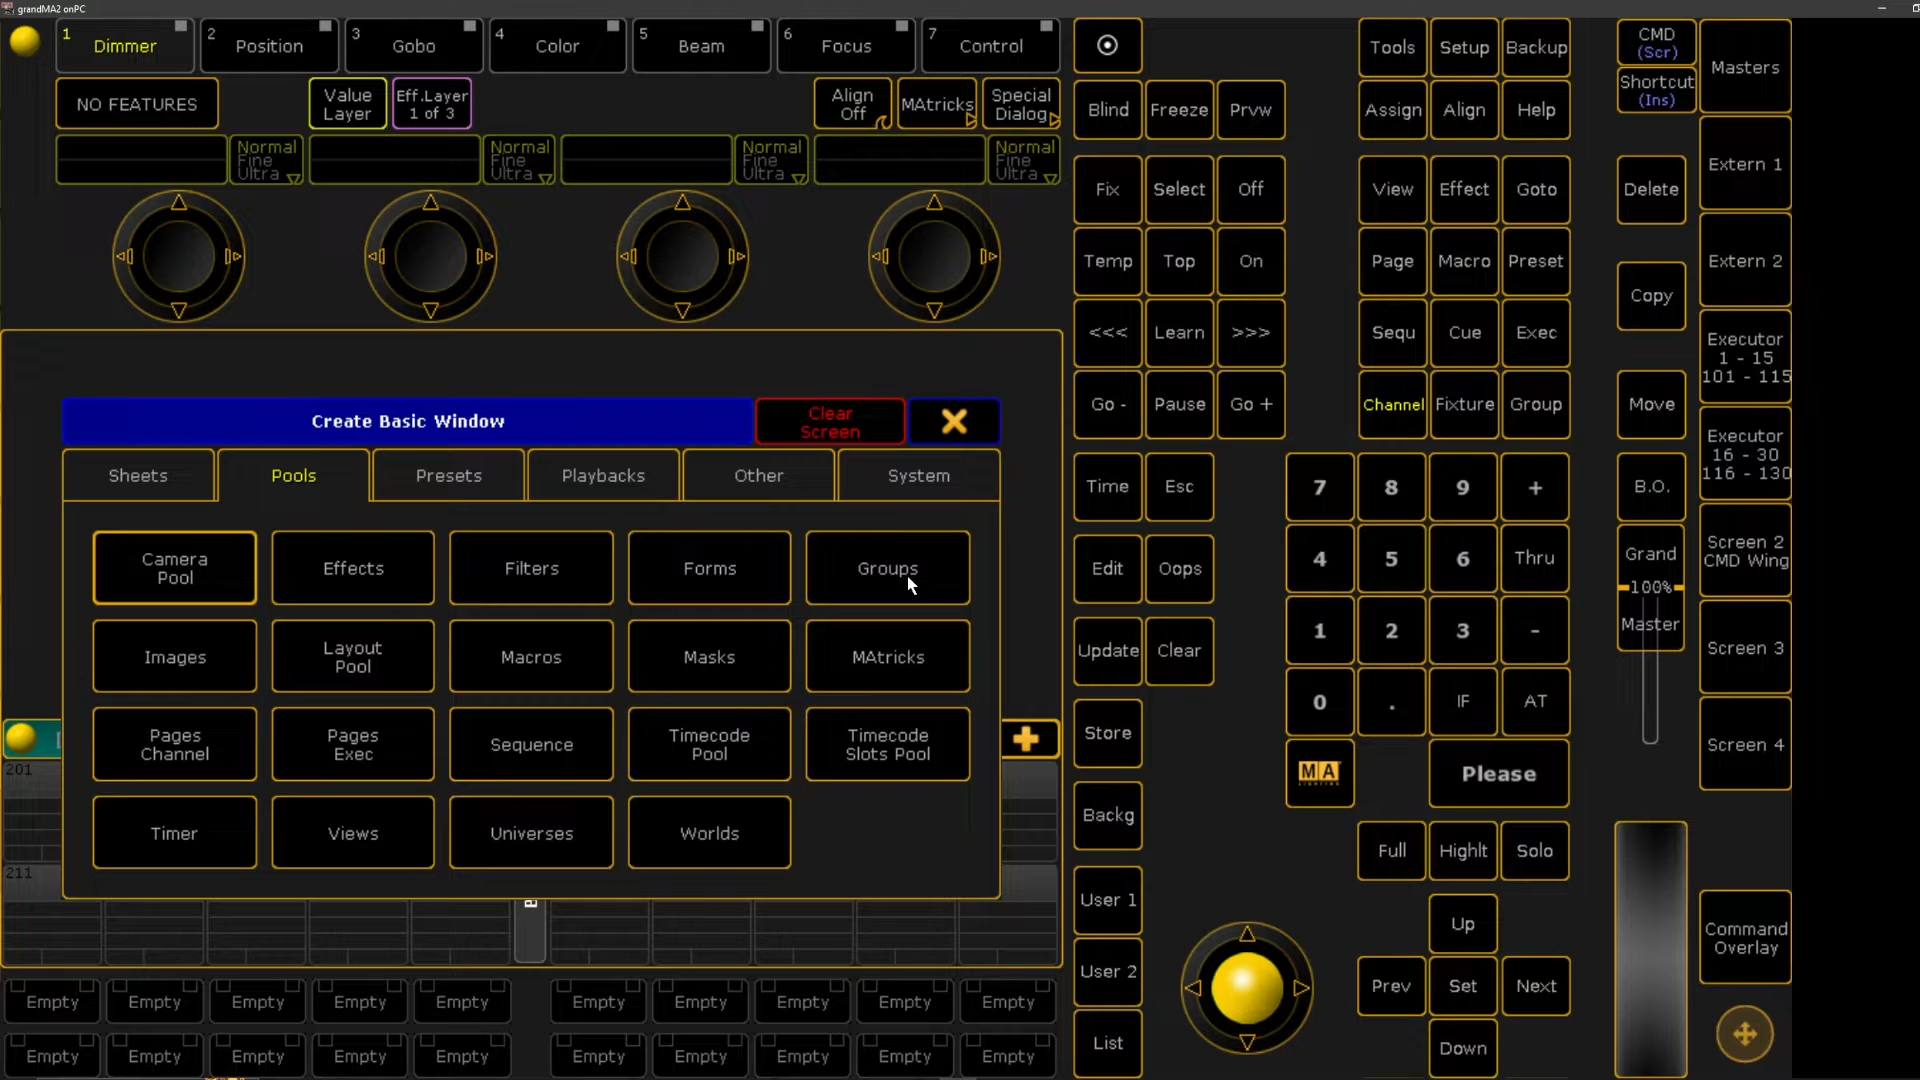 grandMA2 onPC
1 Dimmer
2 Position
3 Gobo
4 Color
5 Beam
6 Focus
7 Control
NO FEATURES
Value
Layer
Eff.Layer
1 of 3
Align
Off
MAtricks
Special
Dialog
Normal
Fine
Ultra
Normal
Fine
Ultra
Normal
Fine
Ultra
Normal
Fine
Ultra
Create Basic Window
Clear
Screen
Sheets
Pools
Presets
Playbacks
Other
System
Camera
Pool
Effects
Filters
Forms
Groups
Images
Layout
Pool
Macros
Masks
MAtricks
Pages
Channel
Pages
Exec
Sequence
Timecode
Pool
Timecode
Slots Pool
Timer
Views
Universes
Worlds
201
211
Empty Empty Empty Empty Empty Empty Empty Empty Empty Empty
Empty Empty Empty Empty Empty Empty Empty Empty Empty Empty
Blind Freeze Prvw
Fix Select Off
Temp Top On
<<< Learn >>>
Go - Pause Go +
Time Esc
Edit Oops
Update Clear
Store
Backg
User 1
User 2
List
Tools Setup Backup
Assign Align Help
View Effect Goto
Page Macro Preset
Sequ Cue Exec
Channel Fixture Group
7 8 9 +
4 5 6 Thru
1 2 3 -
0 . IF AT
MA
LIGHTING
Please
Full Highlt Solo
Up
Prev Set Next
Down
CMD
(Scr)
Shortcut
(Ins)
Delete
Copy
Move
B.O.
Grand
100%
Master
Masters
Extern 1
Extern 2
Executor
1 - 15
101 - 115
Executor
16 - 30
116 - 130
Screen 2
CMD Wing
Screen 3
Screen 4
Command
Overlay